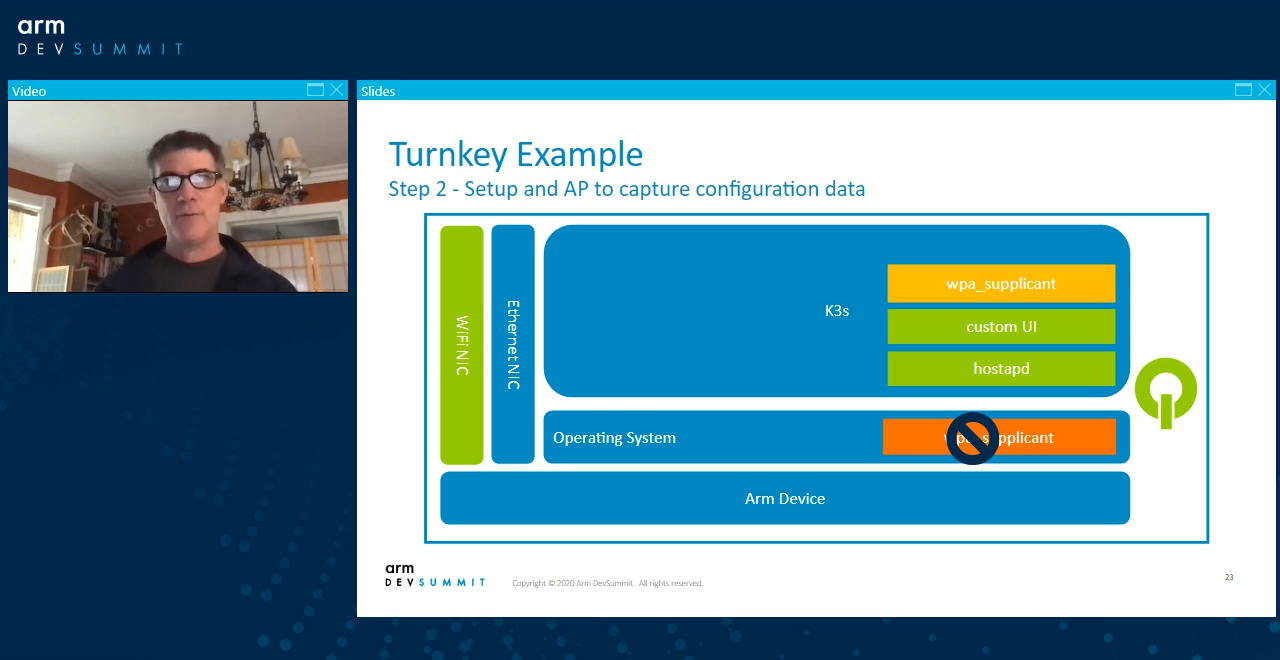 arm
DEVSUMMIT
Video
Slides
Turnkey Example
Step 2 - Setup and AP to capture configuration data
WiFi NIC
Ethernet NIC
K3s
wpa_supplicant
custom UI
hostapd
Operating System
wpa_supplicant
Arm Device
arm
DEVSUMMIT
Copyright © 2020 Arm DevSummit. All rights reserved.
23